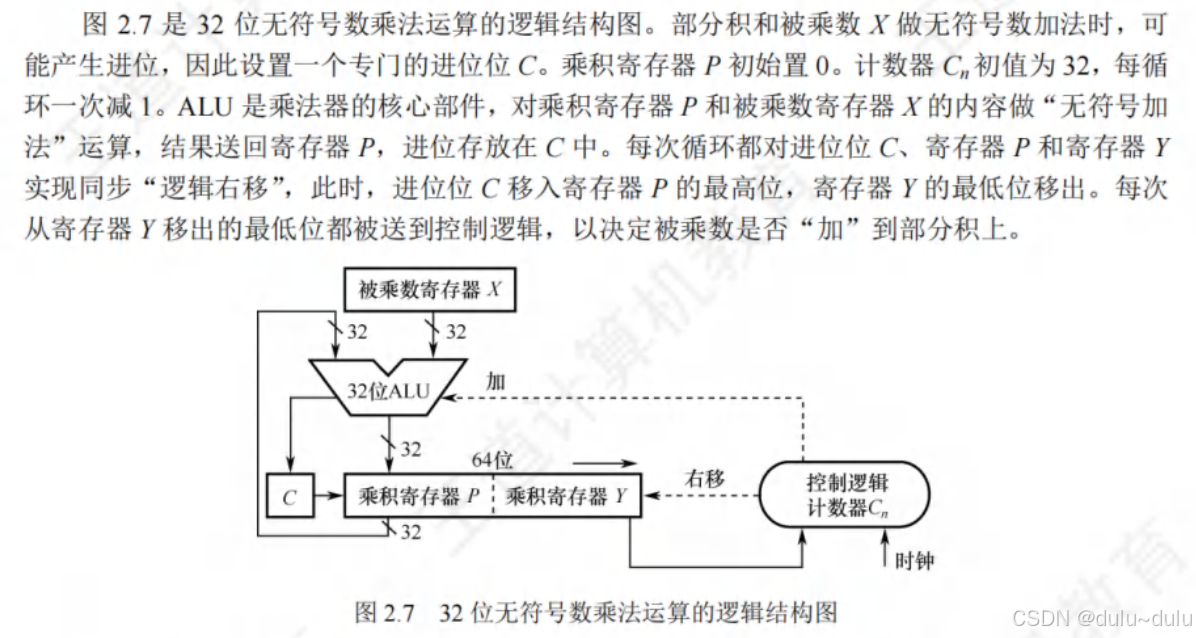 图 2.7 是 32 位无符号数乘法运算的逻辑结构图。部分积和被乘数 X 做无符号数加法时，可
能产生进位，因此设置一个专门的进位位 C。乘积寄存器 P 初始置 0。计数器 Cn 初值为 32，每循
环一次减 1。ALU 是乘法器的核心部件，对乘积寄存器 P 和被乘数寄存器 X 的内容做“无符号加
法”运算，结果送回寄存器 P，进位存放在 C 中。每次循环都对进位位 C、寄存器 P 和寄存器 Y
实现同步“逻辑右移”，此时，进位位 C 移入寄存器 P 的最高位，寄存器 Y 的最低位移出。每次
从寄存器 Y 移出的最低位都被送到控制逻辑，以决定被乘数是否“加”到部分积上。
被乘数寄存器 X
32
32
32位ALU
加
32
64位
C
乘积寄存器 P
乘积寄存器 Y
右移
控制逻辑
计数器Cn
32
时钟
图 2.7 32 位无符号数乘法运算的逻辑结构图
王道计算机教育
CSDN @dulu~dulu